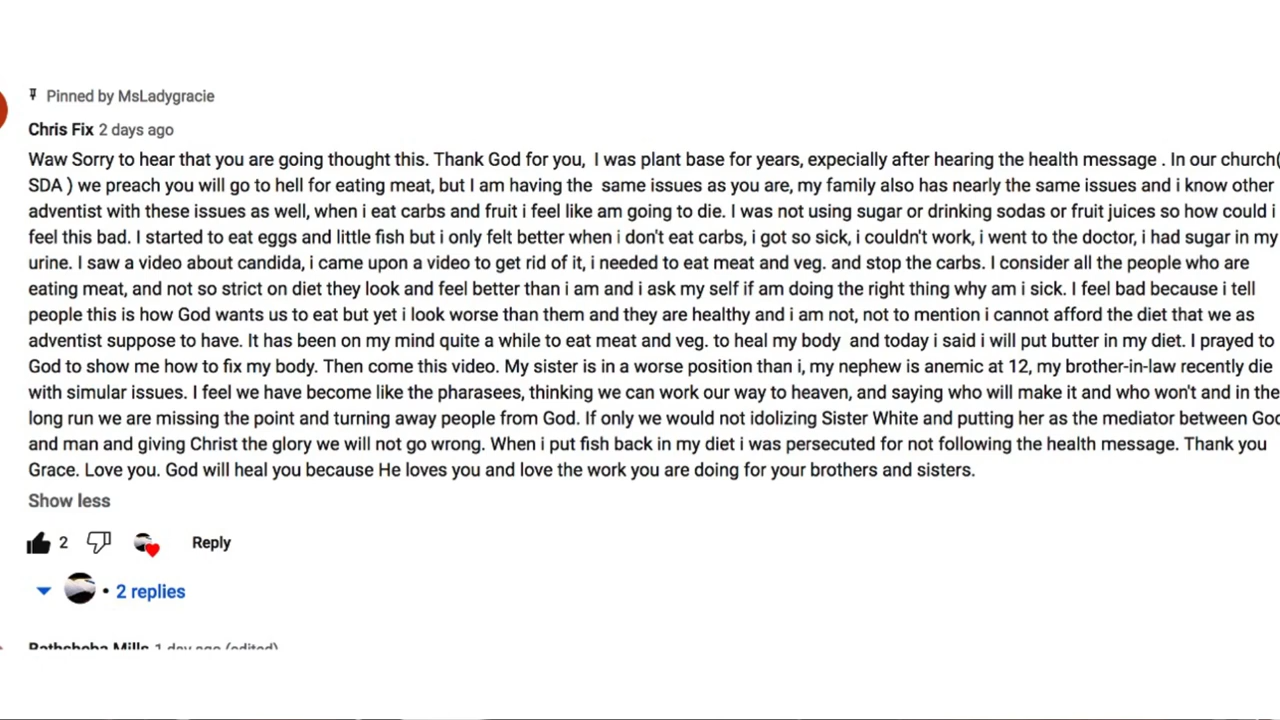 Pinned by MsLadygracie
Chris Fix 2 days ago
Waw Sorry to hear that you are going thought this. Thank God for you, I was plant base for years, expecially after hearing the health message . In our church(
SDA ) we preach you will go to hell for eating meat, but I am having the same issues as you are, my family also has nearly the same issues and i know other
adventist with these issues as well, when i eat carbs and fruit i feel like am going to die. I was not using sugar or drinking sodas or fruit juices so how could i
feel this bad. I started to eat eggs and little fish but i only felt better when i don't eat carbs, i got so sick, i couldn't work, i went to the doctor, i had sugar in my
urine. I saw a video about candida, i came upon a video to get rid of it, i needed to eat meat and veg. and stop the carbs. I consider all the people who are
eating meat, and not so strict on diet they look and feel better than i am and i ask my self if am doing the right thing why am i sick. I feel bad because i tell
people this is how God wants us to eat but yet i look worse than them and they are healthy and i am not, not to mention i cannot afford the diet that we as
adventist suppose to have. It has been on my mind quite a while to eat meat and veg. to heal my body and today i said i will put butter in my diet. I prayed to
God to show me how to fix my body. Then come this video. My sister is in a worse position than i, my nephew is anemic at 12, my brother-in-law recently die
with simular issues. I feel we have become like the pharasees, thinking we can work our way to heaven, and saying who will make it and who won't and in the
long run we are missing the point and turning away people from God. If only we would not idolizing Sister White and putting her as the mediator between God
and man and giving Christ the glory we will not go wrong. When i put fish back in my diet i was persecuted for not following the health message. Thank you
Grace. Love you. God will heal you because He loves you and love the work you are doing for your brothers and sisters.
Show less
2 Reply
• 2 replies
Bathsheba Mills 1 day ago (edited)